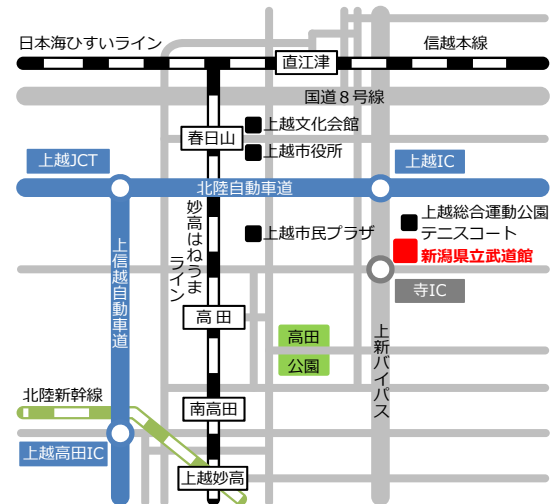 日本海ひすいライン
信越本線
直江津
国道８号線
上越文化会館
春日山
上越市役所
上越JCT
上越IC
北陸自動車道
上越総合運動公園
テニスコート
妙高はねうま
ライン
上越市民プラザ
新潟県立武道館
上信越自動車道
寺IC
高田
高田
公園
上新バイパス
北陸新幹線
南高田
上越高田IC
上越妙高